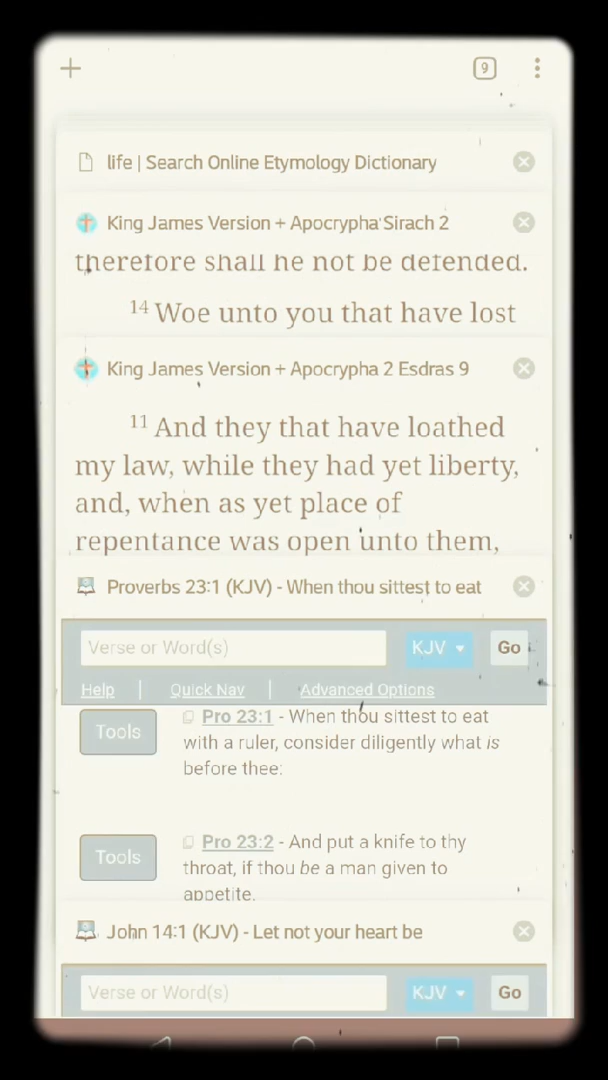 9
life | Search Online Etymology Dictionary
King James Version + Apocrypha Sirach 2
therefore shall he not be defended.
14 Woe unto you that have lost
King James Version + Apocrypha 2 Esdras 9
11 And they that have loathed
my law, while they had yet liberty,
and, when as yet place of
repentance was open unto them,
Proverbs 23:1 (KJV) - When thou sittest to eat
Verse or Word(s) KJV Go
Help | Quick Nav | Advanced Options
Tools
Pro 23:1 - When thou sittest to eat
with a ruler, consider diligently what is
before thee:
Tools
Pro 23:2 - And put a knife to thy
throat, if thou be a man given to
appetite.
John 14:1 (KJV) - Let not your heart be
Verse or Word(s) KJV Go